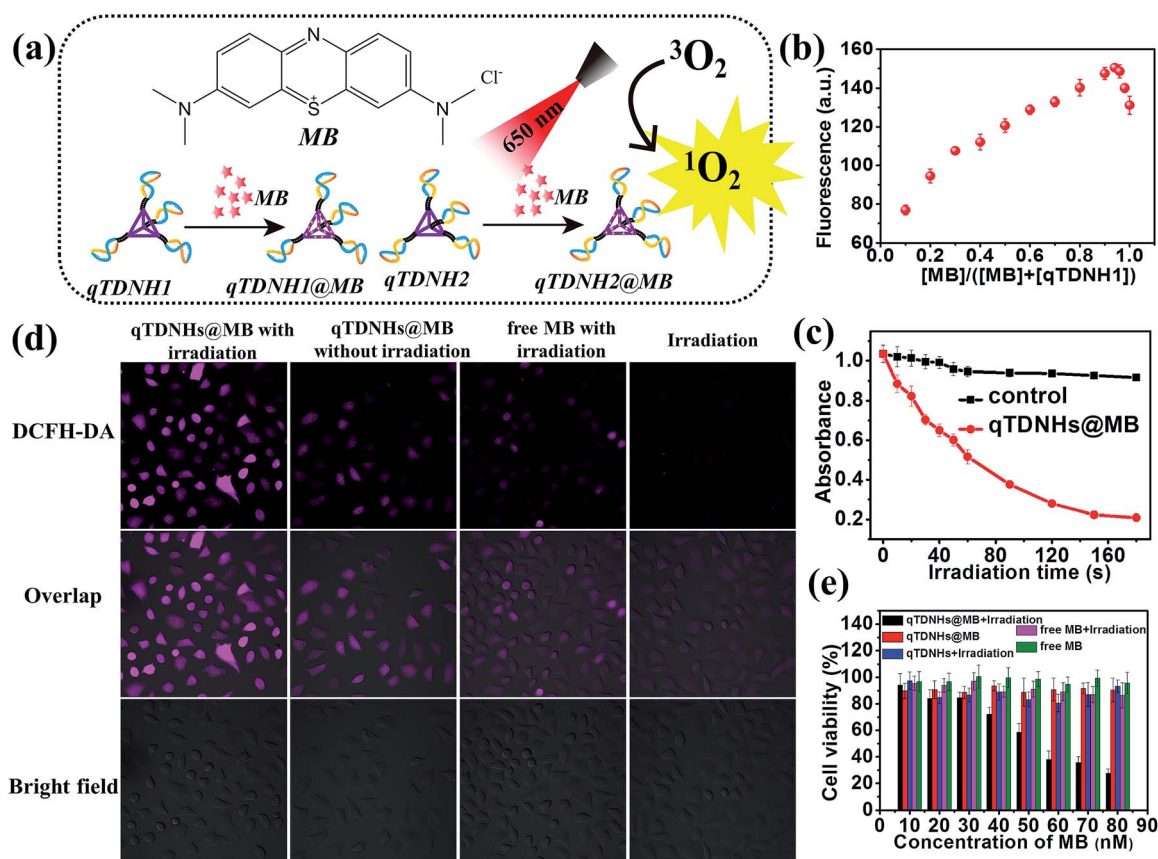 (a)
N
N
S+
N
Cl-
MB
650 nm
3O2
1O2
MB
MB
qTDNH1
qTDNH1@MB
qTDNH2
qTDNH2@MB
(b)
Fluorescence (a.u.)
160
140
120
100
80
60
0.0 0.2 0.4 0.6 0.8 1.0
[MB]/([MB]+[qTDNH1])
(c)
Absorbance
1.0
0.8
0.6
0.4
0.2
control
qTDNHs@MB
0 40 80 120 160
Irradiation time (s)
(d)
qTDNHs@MB with
irradiation
qTDNHs@MB
without irradiation
free MB with
irradiation
Irradiation
DCFH-DA
Overlap
Bright field
(e)
Cell viability (%)
140
120
100
80
60
40
20
0
qTDNHs@MB+Irradiation
qTDNHs@MB
qTDNHs+Irradiation
free MB+Irradiation
free MB
0 10 20 30 40 50 60 70 80 90
Concentration of MB (nM)